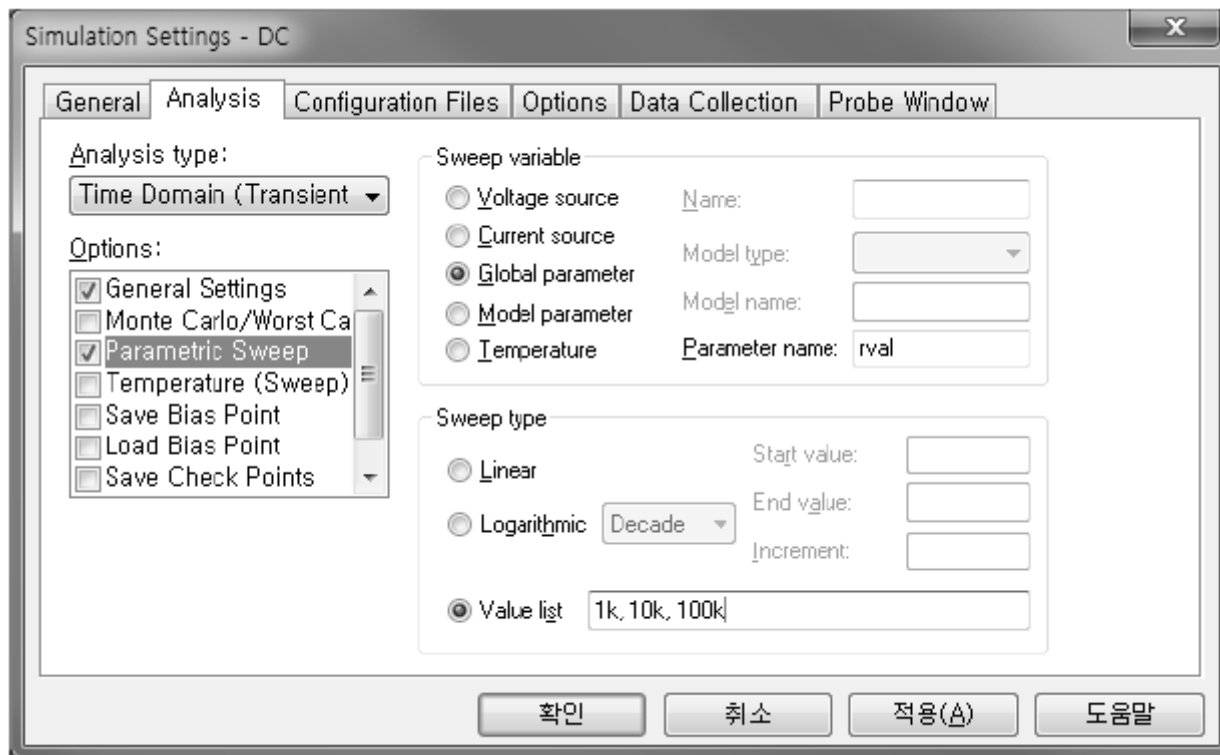 Simulation Settings - DC
X
General Analysis Configuration Files Options Data Collection Probe Window
Analysis type:
Time Domain (Transient
Options:
General Settings
Monte Carlo/Worst Ca
Parametric Sweep
Temperature (Sweep)
Save Bias Point
Load Bias Point
Save Check Points
Sweep variable
Voltage source
Current source
Global parameter
Model parameter
Temperature
Name:
Model type:
Model name:
Parameter name: rval
Sweep type
Linear
Logarithmic Decade
Start value:
End value:
Increment:
Value list 1k, 10k, 100k
확인 취소 적용(A) 도움말